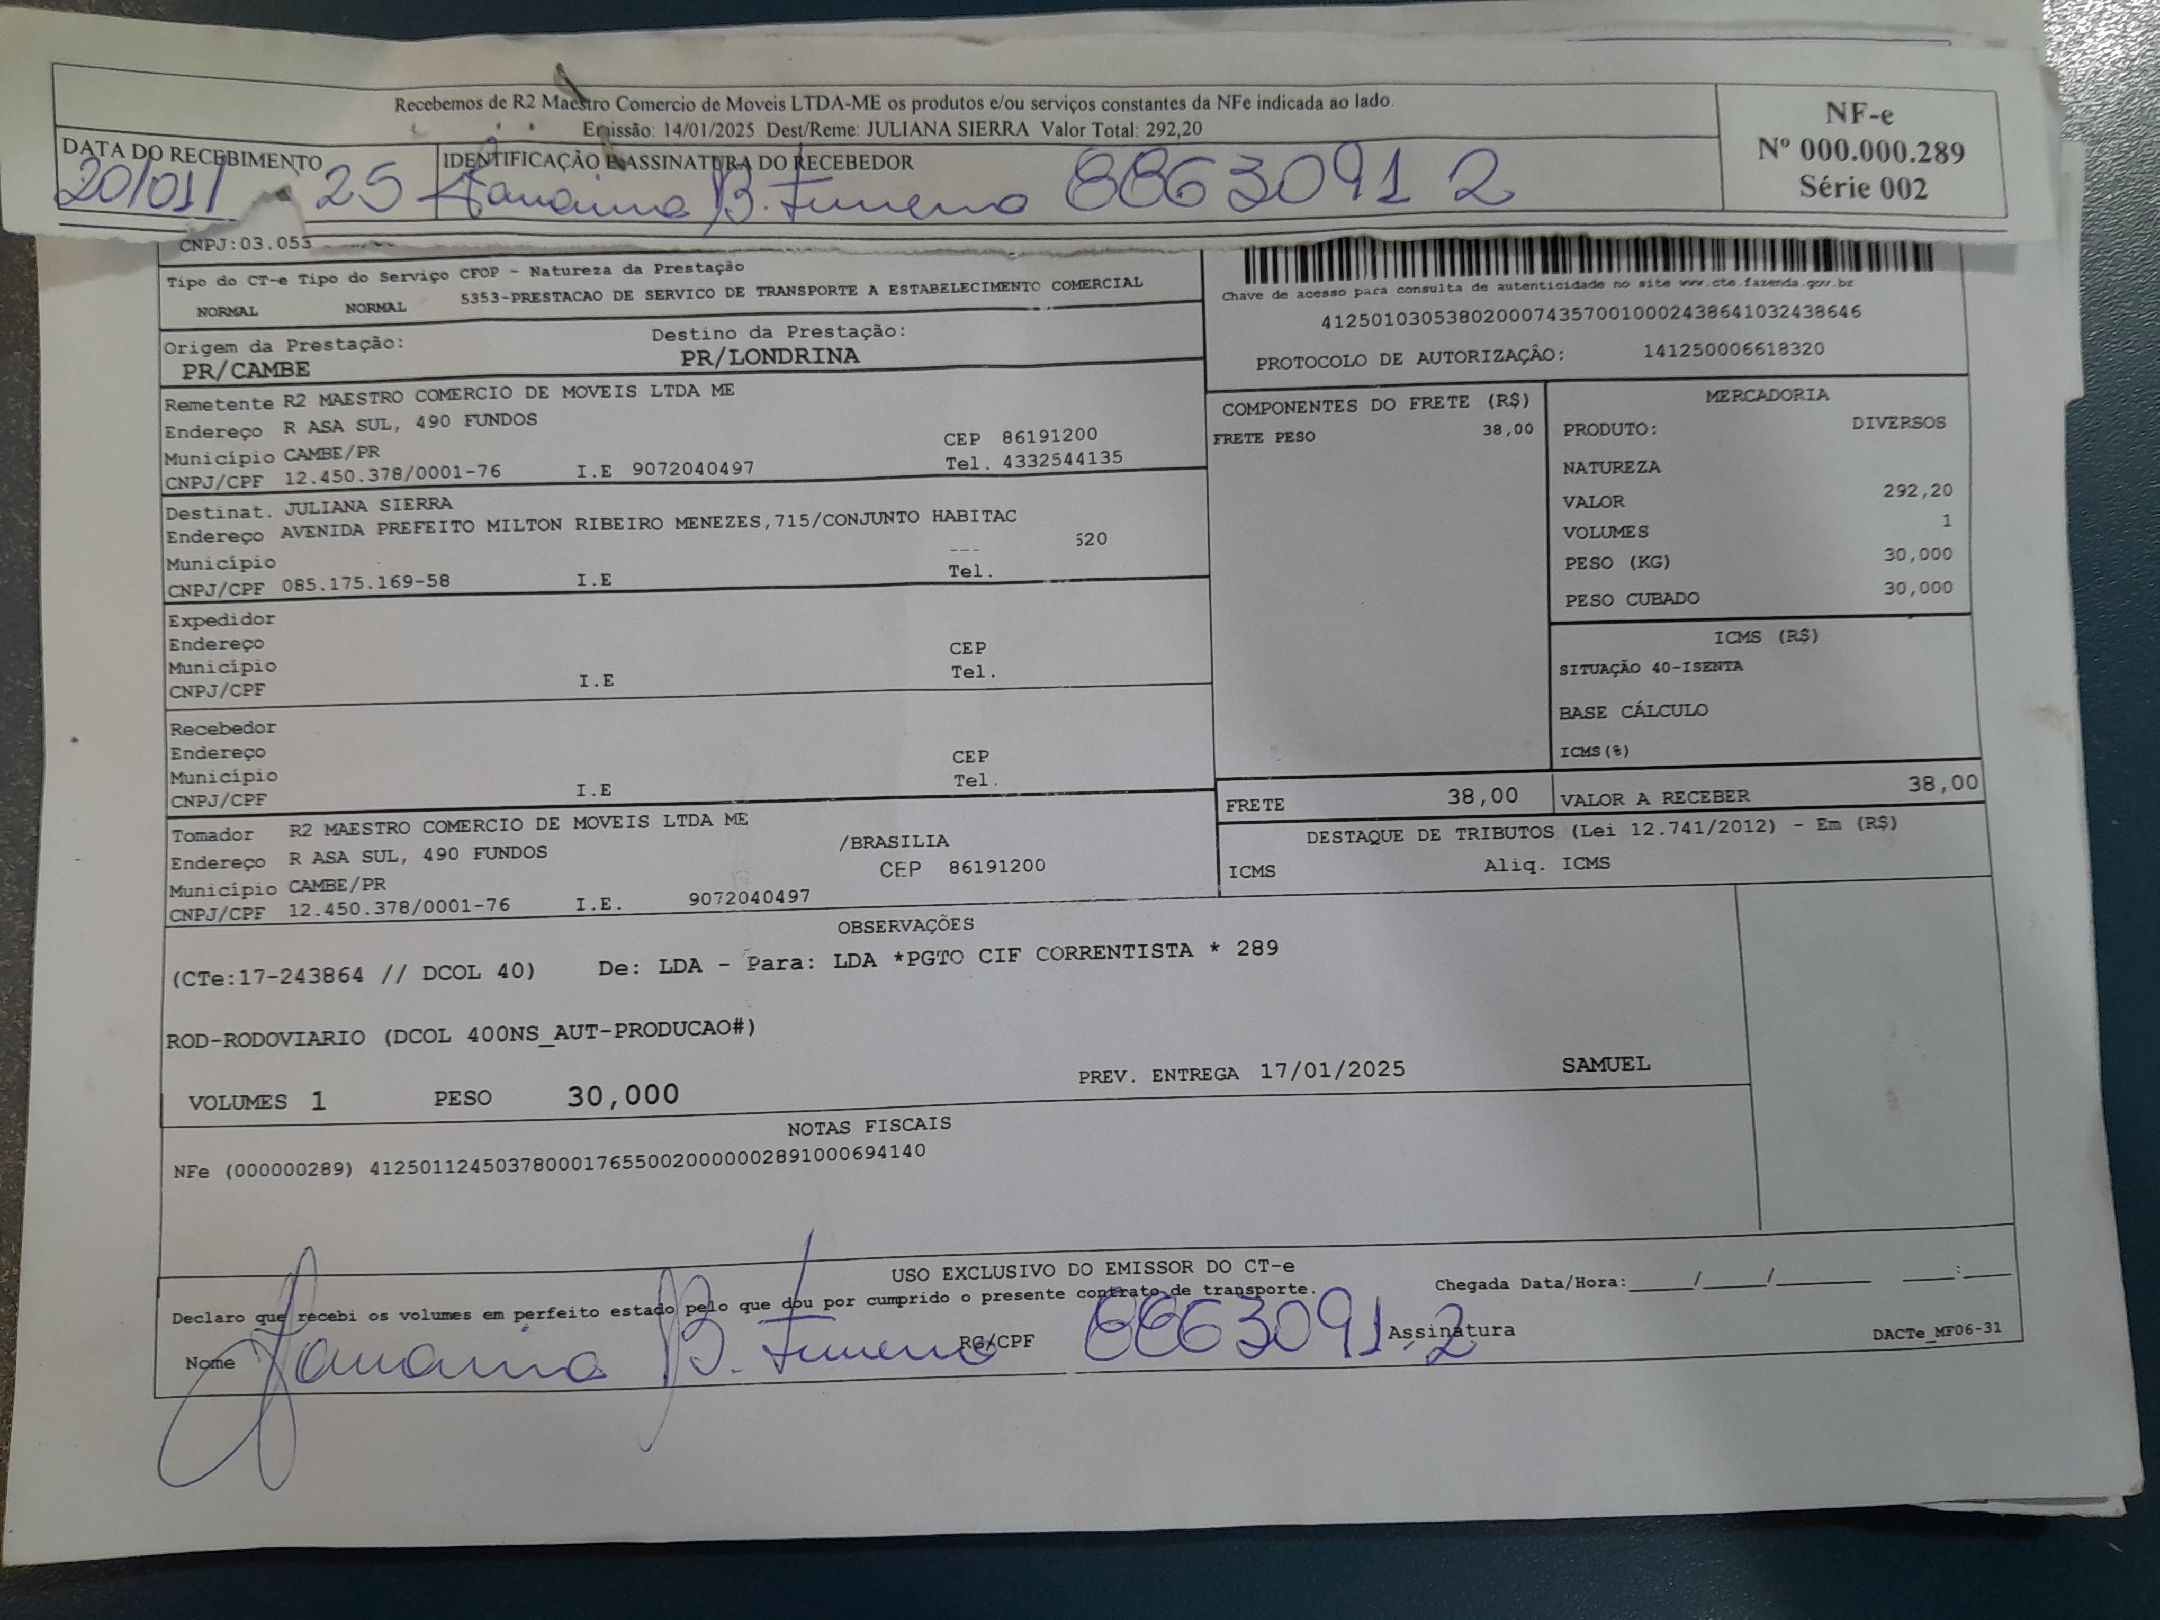 Recebemos de R2 Maestro Comercio de Moveis LTDA-ME os produtos e/ou serviços constantes da NFe indicada ao lado.
Emissão: 14/01/2025 Dest/Reme: JULIANA SIERRA Valor Total: 292,20
NF-e
Nº 000.000.289
Série 002
DATA DO RECEBIMENTO
IDENTIFICAÇÃO E ASSINATURA DO RECEBEDOR
20/01/ 25 B. 88630912
CNPJ:03.053
Tipo do CT-e Tipo do Serviço CFOP - Natureza da Prestação
NORMAL NORMAL 5353-PRESTACAO DE SERVICO DE TRANSPORTE A ESTABELECIMENTO COMERCIAL
Chave de acesso para consulta de autenticidade no site www.cte.fazenda.gov.br
41250103053802000743570010002438641032438646
PROTOCOLO DE AUTORIZAÇÃO: 141250006618320
Origem da Prestação: Destino da Prestação:
PR/CAMBE PR/LONDRINA
Remetente R2 MAESTRO COMERCIO DE MOVEIS LTDA ME
Endereço R ASA SUL, 490 FUNDOS
Município CAMBE/PR CEP 86191200
CNPJ/CPF 12.450.378/0001-76 I.E 9072040497 Tel. 4332544135
Destinat. JULIANA SIERRA
Endereço AVENIDA PREFEITO MILTON RIBEIRO MENEZES,715/CONJUNTO HABITAC
Município 620
CNPJ/CPF 085.175.169-58 I.E Tel.
Expedidor
Endereço
Município CEP
CNPJ/CPF I.E Tel.
Recebedor
Endereço
Município CEP
CNPJ/CPF I.E Tel.
Tomador R2 MAESTRO COMERCIO DE MOVEIS LTDA ME
Endereço R ASA SUL, 490 FUNDOS /BRASILIA
Município CAMBE/PR CEP 86191200
CNPJ/CPF 12.450.378/0001-76 I.E. 9072040497
COMPONENTES DO FRETE (R$)
FRETE PESO 38,00
MERCADORIA
PRODUTO: DIVERSOS
NATUREZA
VALOR 292,20
VOLUMES 1
PESO (KG) 30,000
PESO CUBADO 30,000
ICMS (R$)
SITUAÇÃO 40-ISENTA
BASE CÁLCULO
ICMS(%)
FRETE 38,00 VALOR A RECEBER 38,00
DESTAQUE DE TRIBUTOS (Lei 12.741/2012) - Em (R$)
ICMS Aliq. ICMS
OBSERVAÇÕES
(CTe:17-243864 // DCOL 40) De: LDA - Para: LDA *PGTO CIF CORRENTISTA * 289
ROD-RODOVIARIO (DCOL 400NS_AUT-PRODUCAO#)
VOLUMES 1 PESO 30,000 PREV. ENTREGA 17/01/2025 SAMUEL
NOTAS FISCAIS
NFe (000000289) 41250112450378000176550020000002891000694140
USO EXCLUSIVO DO EMISSOR DO CT-e
Declaro que recebi os volumes em perfeito estado pelo que dou por cumprido o presente contrato de transporte.
Chegada Data/Hora:_____/_____/________ ____:____
Nome B. RG/CPF 8863091.2 Assinatura
DACTe_MF06-31